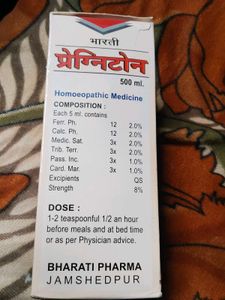 भारती
प्रेग्निटोन
500 ml.
Homoeopathic Medicine
COMPOSITION :
Each 5 ml. contains
Ferr. Ph. 12 2.0%
Calc. Ph. 12 2.0%
Medic. Sat. 3x 2.0%
Trib. Terr. 3x 2.0%
Pass. Inc. 3x 1.0%
Card. Mar. 3x 1.0%
Excipients QS
Strength 8%
DOSE :
1-2 teaspoonful 1/2 an hour
before meals and at bed time
or as per Physician advice.
BHARATI PHARMA
JAMSHEDPUR